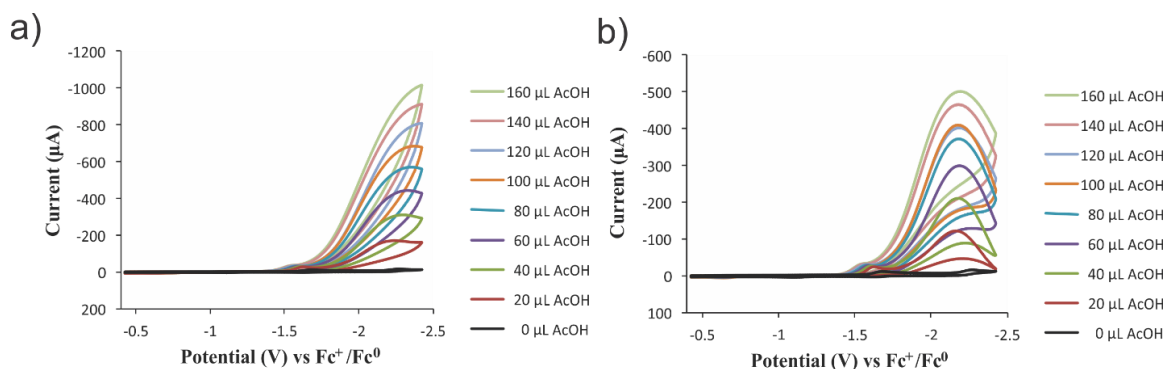 a)
-1200
-1000
-800
-600
-400
-200
0
200
Current (µA)
-0.5 -1 -1.5 -2 -2.5
Potential (V) vs Fc⁺/Fc⁰
160 µL AcOH
140 µL AcOH
120 µL AcOH
100 µL AcOH
80 µL AcOH
60 µL AcOH
40 µL AcOH
20 µL AcOH
0 µL AcOH
b)
-600
-500
-400
-300
-200
-100
0
100
Current (µA)
-0.5 -1 -1.5 -2 -2.5
Potential (V) vs Fc⁺/Fc⁰
160 µL AcOH
140 µL AcOH
120 µL AcOH
100 µL AcOH
80 µL AcOH
60 µL AcOH
40 µL AcOH
20 µL AcOH
0 µL AcOH